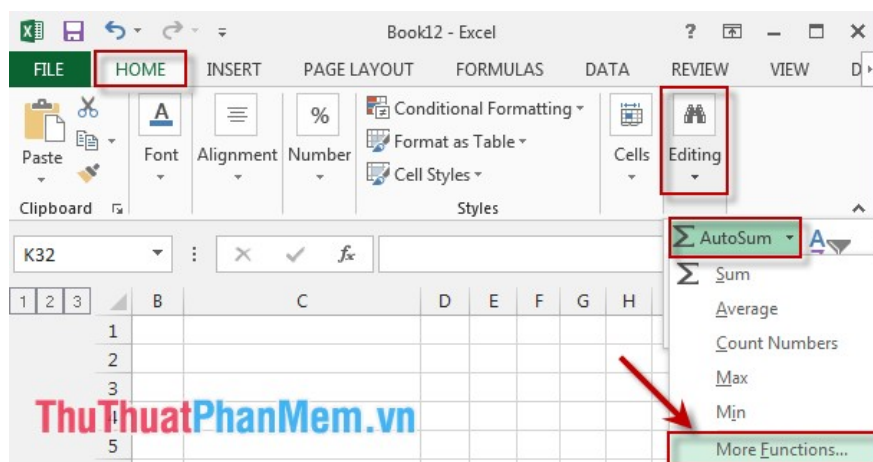 Book12 - Excel
FILE HOME INSERT PAGE LAYOUT FORMULAS DATA REVIEW VIEW D
Conditional Formatting
Format as Table
Cell Styles
Paste Font Alignment Number Cells Editing
Clipboard Styles
K32 fx
AutoSum A
1 2 3 B C D E F G H
Sum
Average
Count Numbers
Max
Min
More Functions...
1
2
3
4
5
ThuThuatPhanMem.vn